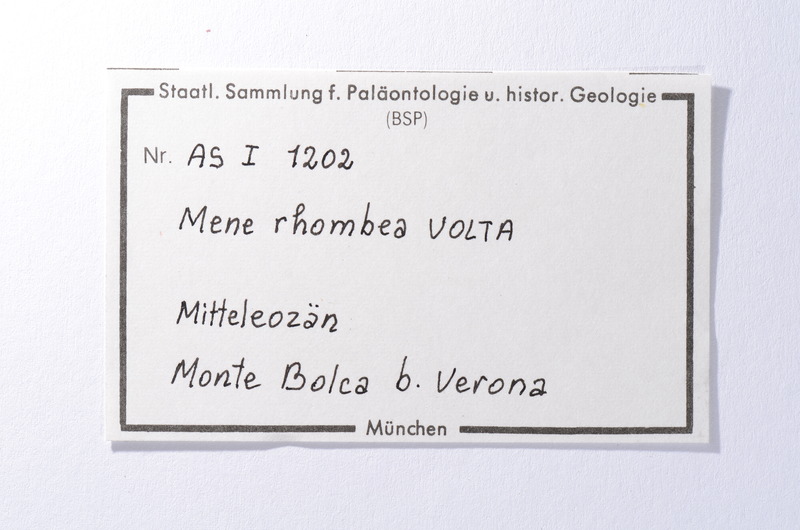 Staatl. Sammlung f. Paläontologie u. histor. Geologie
(BSP)
Nr. AS I 1202
Mene rhombea VOLTA
Mitteleozän
Monte Bolca b. Verona
München